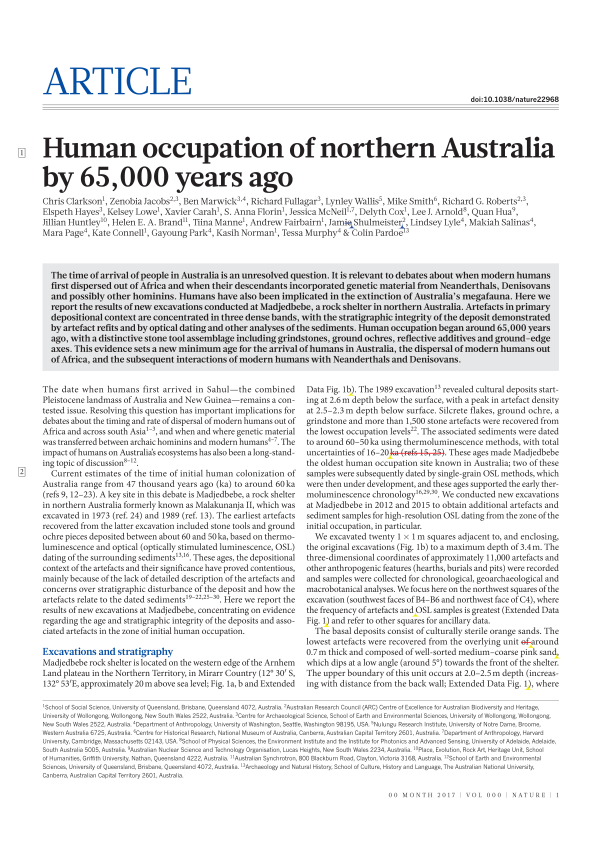 ARTICLE
doi:10.1038/nature22968
1
Human occupation of northern Australia
by 65,000 years ago
Chris Clarkson1, Zenobia Jacobs2,3, Ben Marwick3,4, Richard Fullagar3, Lynley Wallis5, Mike Smith6, Richard G. Roberts2,3,
Elspeth Hayes3, Kelsey Lowe1, Xavier Carah1, S. Anna Florin1, Jessica McNeil1,7, Delyth Cox1, Lee J. Arnold8, Quan Hua9,
Jillian Huntley10, Helen E. A. Brand11, Tiina Manne1, Andrew Fairbairn1, Jamie Shulmeister2, Lindsey Lyle4, Makiah Salinas4,
Mara Page4, Kate Connell1, Gayoung Park4, Kasih Norman1, Tessa Murphy4 & Colin Pardoe13
The time of arrival of people in Australia is an unresolved question. It is relevant to debates about when modern humans
first dispersed out of Africa and when their descendants incorporated genetic material from Neanderthals, Denisovans
and possibly other hominins. Humans have also been implicated in the extinction of Australia's megafauna. Here we
report the results of new excavations conducted at Madjedbebe, a rock shelter in northern Australia. Artefacts in primary
depositional context are concentrated in three dense bands, with the stratigraphic integrity of the deposit demonstrated
by artefact refits and by optical dating and other analyses of the sediments. Human occupation began around 65,000 years
ago, with a distinctive stone tool assemblage including grindstones, ground ochres, reflective additives and ground-edge
axes. This evidence sets a new minimum age for the arrival of humans in Australia, the dispersal of modern humans out
of Africa, and the subsequent interactions of modern humans with Neanderthals and Denisovans.
The date when humans first arrived in Sahul—the combined
Pleistocene landmass of Australia and New Guinea—remains a con-
tested issue. Resolving this question has important implications for
debates about the timing and rate of dispersal of modern humans out of
Africa and across south Asia1–3, and when and where genetic material
was transferred between archaic hominins and modern humans4–7. The
impact of humans on Australia's ecosystems has also been a long-stand-
ing topic of discussion8–12.
2
Current estimates of the time of initial human colonization of
Australia range from 47 thousand years ago (ka) to around 60 ka
(refs 9, 12–23). A key site in this debate is Madjedbebe, a rock shelter
in northern Australia formerly known as Malakunanja II, which was
excavated in 1973 (ref. 24) and 1989 (ref. 13). The earliest artefacts
recovered from the latter excavation included stone tools and ground
ochre pieces deposited between about 60 and 50 ka, based on thermo-
luminescence and optical (optically stimulated luminescence, OSL)
dating of the surrounding sediments13,16. These ages, the depositional
context of the artefacts and their significance have proved contentious,
mainly because of the lack of detailed description of the artefacts and
concerns over stratigraphic disturbance of the deposit and how the
artefacts relate to the dated sediments19–22,25–30. Here we report the
results of new excavations at Madjedbebe, concentrating on evidence
regarding the age and stratigraphic integrity of the deposits and asso-
ciated artefacts in the zone of initial human occupation.
Excavations and stratigraphy
Madjedbebe rock shelter is located on the western edge of the Arnhem
Land plateau in the Northern Territory, in Mirarr Country (12° 30′ S,
132° 53′E, approximately 20 m above sea level; Fig. 1a, b and Extended
Data Fig. 1b). The 1989 excavation13 revealed cultural deposits start-
ing at 2.6 m depth below the surface, with a peak in artefact density
at 2.5–2.3 m depth below surface. Silcrete flakes, ground ochre, a
grindstone and more than 1,500 stone artefacts were recovered from
the lowest occupation levels22. The associated sediments were dated
to around 60–50 ka using thermoluminescence methods, with total
uncertainties of 16–20 ka (refs 15, 25). These ages made Madjedbebe
the oldest human occupation site known in Australia; two of these
samples were subsequently dated by single-grain OSL methods, which
were then under development, and these ages supported the early ther-
moluminescence chronology16,29,30. We conducted new excavations
at Madjedbebe in 2012 and 2015 to obtain additional artefacts and
sediment samples for high-resolution OSL dating from the zone of the
initial occupation, in particular.
We excavated twenty 1 × 1 m squares adjacent to, and enclosing,
the original excavations (Fig. 1b) to a maximum depth of 3.4 m. The
three-dimensional coordinates of approximately 11,000 artefacts and
other anthropogenic features (hearths, burials and pits) were recorded
and samples were collected for chronological, geoarchaeological and
macrobotanical analyses. We focus here on the northwest squares of the
excavation (southwest faces of B4–B6 and northwest face of C4), where
the frequency of artefacts and OSL samples is greatest (Extended Data
Fig. 1) and refer to other squares for ancillary data.
The basal deposits consist of culturally sterile orange sands. The
lowest artefacts were recovered from the overlying unit of around
0.7 m thick and composed of well-sorted medium–coarse pink sand,
which dips at a low angle (around 5°) towards the front of the shelter.
The upper boundary of this unit occurs at 2.0–2.5 m depth (increas-
ing with distance from the back wall; Extended Data Fig. 1), where
1School of Social Science, University of Queensland, Brisbane, Queensland 4072, Australia. 2Australian Research Council (ARC) Centre of Excellence for Australian Biodiversity and Heritage,
University of Wollongong, Wollongong, New South Wales 2522, Australia. 3Centre for Archaeological Science, School of Earth and Environmental Sciences, University of Wollongong, Wollongong,
New South Wales 2522, Australia. 4Department of Anthropology, University of Washington, Seattle, Washington 98195, USA. 5Nulungu Research Institute, University of Notre Dame, Broome,
Western Australia 6725, Australia. 6Centre for Historical Research, National Museum of Australia, Canberra, Australian Capital Territory 2601, Australia. 7Department of Anthropology, Harvard
University, Cambridge, Massachusetts 02143, USA. 8School of Physical Sciences, the Environment Institute and the Institute for Photonics and Advanced Sensing, University of Adelaide, Adelaide,
South Australia 5005, Australia. 9Australian Nuclear Science and Technology Organisation, Lucas Heights, New South Wales 2234, Australia. 10Place, Evolution, Rock Art, Heritage Unit, School
of Humanities, Griffith University, Nathan, Queensland 4222, Australia. 11Australian Synchrotron, 800 Blackburn Road, Clayton, Victoria 3168, Australia. 12School of Earth and Environmental
Sciences, University of Queensland, Brisbane, Queensland 4072, Australia. 13Archaeology and Natural History, School of Culture, History and Language, The Australian National University,
Canberra, Australian Capital Territory 2601, Australia.
00 MONTH 2017 | VOL 000 | NATURE | 1